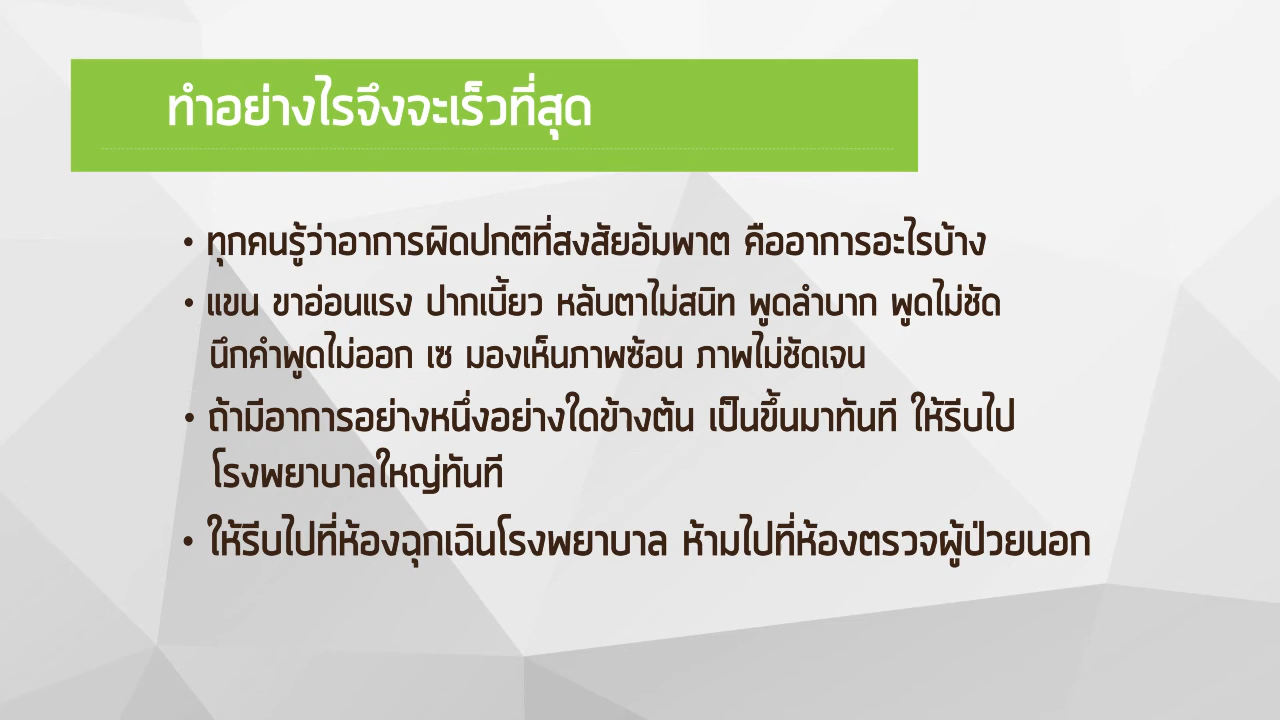 ทำอย่างไรจึงจะเร็วที่สุด
• ทุกคนรู้ว่าอาการผิดปกติที่สงสัยอัมพาต คืออาการอะไรบ้าง
• แขน ขาอ่อนแรง ปากเบี้ยว หลับตาไม่สนิท พูดลำบาก พูดไม่ชัด
นึกคำพูดไม่ออก เซ มองเห็นภาพซ้อน ภาพไม่ชัดเจน
• ถ้ามีอาการอย่างหนึ่งอย่างใดข้างต้น เป็นขึ้นมาทันที ให้รีบไป
โรงพยาบาลใหญ่ทันที
• ให้รีบไปที่ห้องฉุกเฉินโรงพยาบาล ห้ามไปที่ห้องตรวจผู้ป่วยนอก